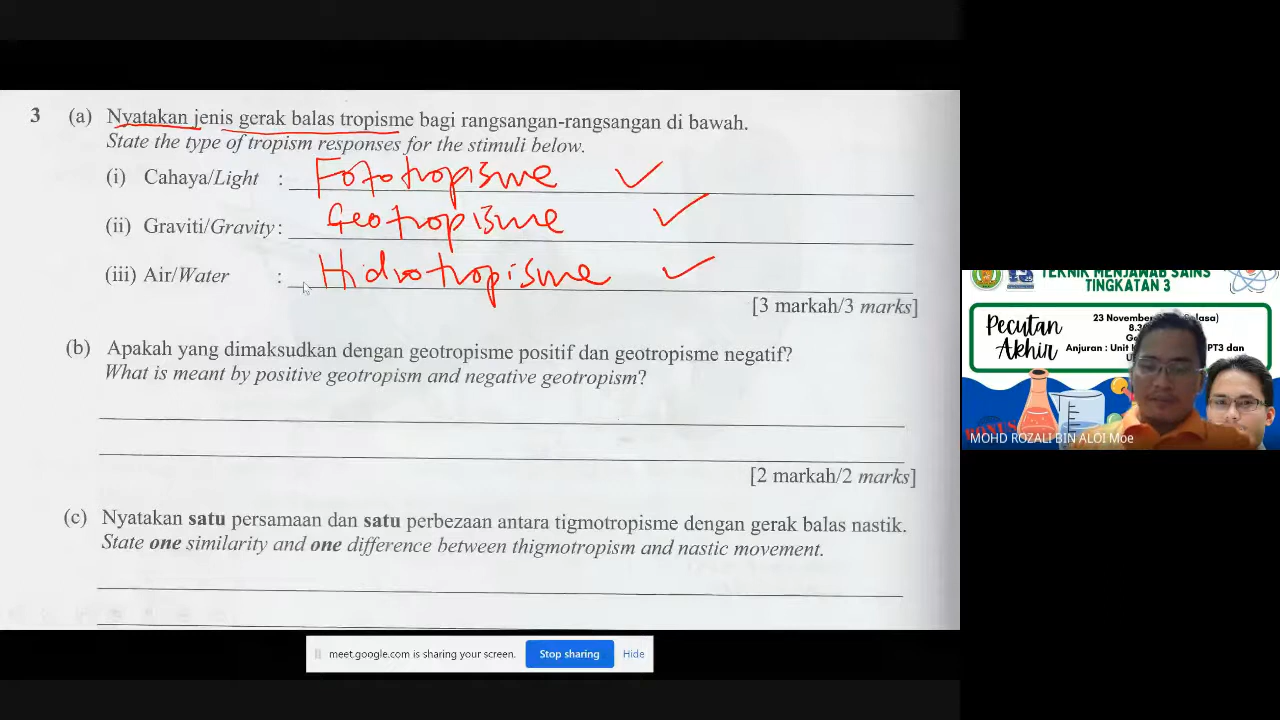 3 (a) Nyatakan jenis gerak balas tropisme bagi rangsangan-rangsangan di bawah.
State the type of tropism responses for the stimuli below.
(i) Cahaya/Light : Fototropisme
(ii) Graviti/Gravity: Geotropisme
(iii) Air/Water : Hidrotropisme
[3 markah/3 marks]
(b) Apakah yang dimaksudkan dengan geotropisme positif dan geotropisme negatif?
What is meant by positive geotropism and negative geotropism?
[2 markah/2 marks]
(c) Nyatakan satu persamaan dan satu perbezaan antara tigmotropisme dengan gerak balas nastik.
State one similarity and one difference between thigmotropism and nastic movement.
meet.google.com is sharing your screen.
Stop sharing
Hide
TEKNIK MENJAWAB SAINS
TINGKATAN 3
Pecutan
Akhir
23 November
Anjuran : Unit
PT3 dan
BONUS
MOHD ROZALI BIN ALOI Moe